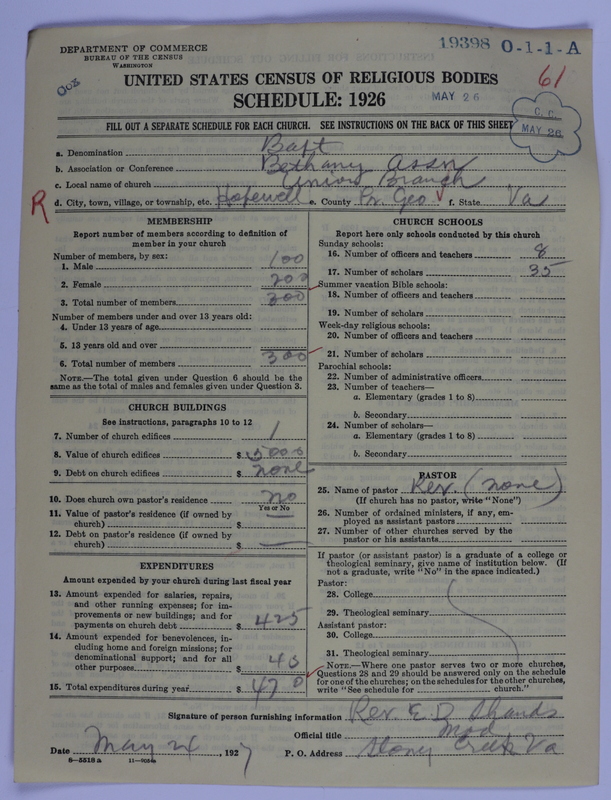 19398 O-1-1-A
DEPARTMENT OF COMMERCE
BUREAU OF THE CENSUS
WASHINGTON
Cox
61
UNITED STATES CENSUS OF RELIGIOUS BODIES
SCHEDULE: 1926
MAY 26
C. C.
MAY 26
FILL OUT A SEPARATE SCHEDULE FOR EACH CHURCH. SEE INSTRUCTIONS ON THE BACK OF THIS SHEET
a. Denomination Bapt
b. Association or Conference Bethany Assn
c. Local name of church Union Branch
R d. City, town, village, or township, etc. Hopewell e. County Pr. Geo f. State Va
MEMBERSHIP
Report number of members according to definition of
member in your church
Number of members, by sex:
1. Male 100
2. Female 200
3. Total number of members 300
Number of members under and over 13 years old:
4. Under 13 years of age
5. 13 years old and over
6. Total number of members 300
NOTE.—The total given under Question 6 should be the
same as the total of males and females given under Question 3.
CHURCH BUILDINGS
See instructions, paragraphs 10 to 12
7. Number of church edifices 1
8. Value of church edifices $ 5000
9. Debt on church edifices $ none
10. Does church own pastor's residence no
Yes or No
11. Value of pastor's residence (if owned by
church) $
12. Debt on pastor's residence (if owned by
church) $
EXPENDITURES
Amount expended by your church during last fiscal year
13. Amount expended for salaries, repairs,
and other running expenses; for im-
provements or new buildings; and for
payments on church debt $ 425
14. Amount expended for benevolences, in-
cluding home and foreign missions; for
denominational support; and for all
other purposes $
15. Total expenditures during year $ 470
CHURCH SCHOOLS
Report here only schools conducted by this church
Sunday schools:
16. Number of officers and teachers 8
17. Number of scholars 35
Summer vacation Bible schools:
18. Number of officers and teachers
19. Number of scholars
Week-day religious schools:
20. Number of officers and teachers
21. Number of scholars
Parochial schools:
22. Number of administrative officers
23. Number of teachers—
a. Elementary (grades 1 to 8)
b. Secondary
24. Number of scholars—
a. Elementary (grades 1 to 8)
b. Secondary
PASTOR
25. Name of pastor Rev. (none)
(If church has no pastor, write "None")
26. Number of ordained ministers, if any, em-
ployed as assistant pastors
27. Number of other churches served by the
pastor or his assistants
If pastor (or assistant pastor) is a graduate of a college or
theological seminary, give name of institution below. (If
not a graduate, write "No" in the space indicated.)
Pastor:
28. College
29. Theological seminary
Assistant pastor:
30. College
31. Theological seminary
NOTE.—Where one pastor serves two or more churches,
Questions 28 and 29 should be answered only on the schedule
for one of the churches; on the schedules for the other churches,
write "See schedule for church."
Signature of person furnishing information Rev. E. D. Shands
Official title Mod
Date May 24, 1927 P. O. Address Stony Creek Va
8-5518 a